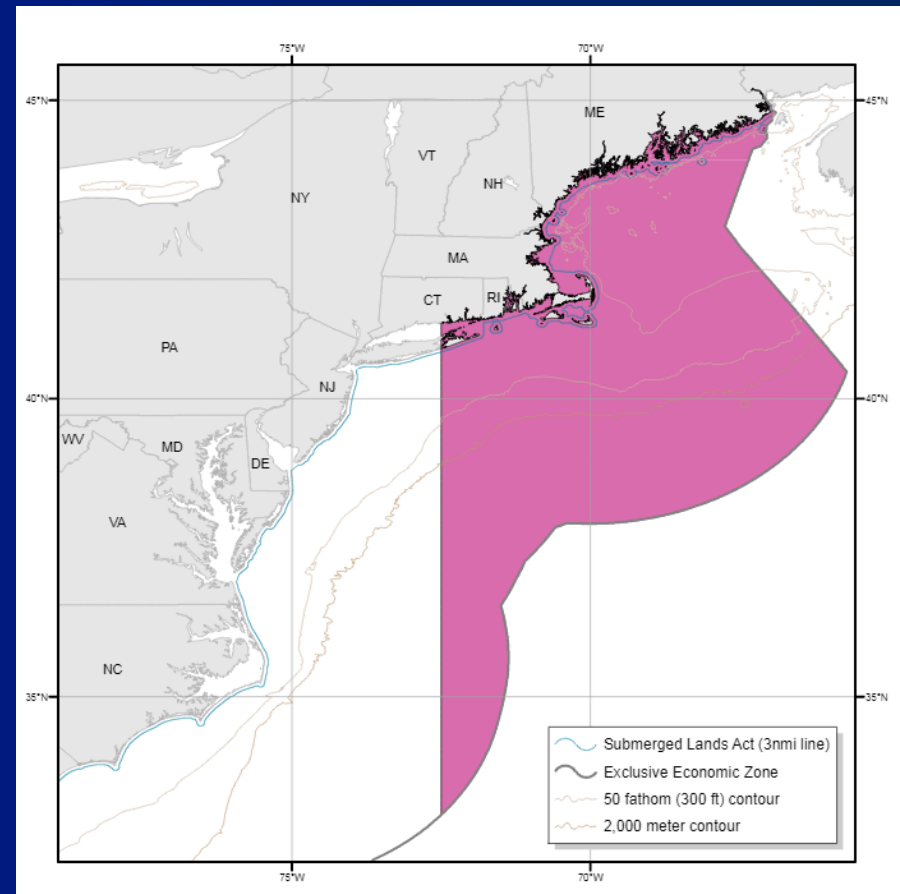 75°W 70°W
45°N 45°N
ME
VT
NH
NY
MA
CT RI
PA
NJ
40°N 40°N
WV
MD
DE
VA
NC
35°N 35°N
Submerged Lands Act (3nmi line)
Exclusive Economic Zone
50 fathom (300 ft) contour
2,000 meter contour
75°W 70°W